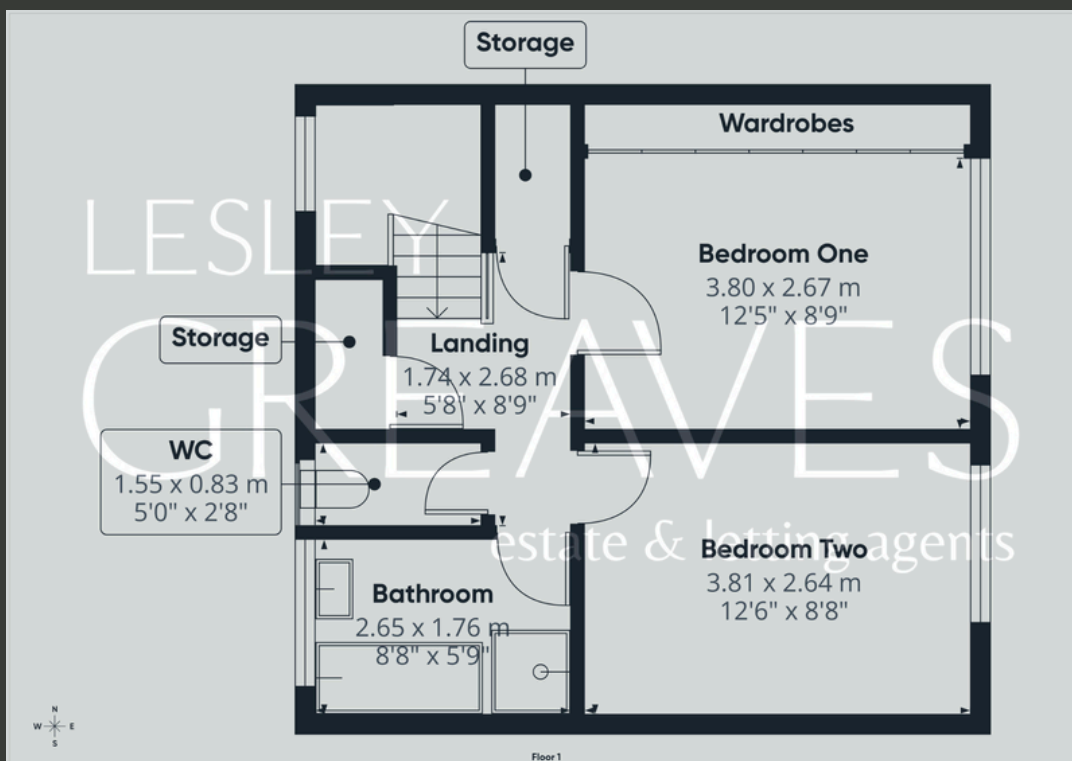 Storage
Wardrobes
LESLEY
Bedroom One
3.80 x 2.67 m
12'5" x 8'9"
Storage
GREAVES
Landing
1.74 x 2.68 m
5'8" x 8'9"
WC
1.55 x 0.83 m
5'0" x 2'8"
estate & letting agents
Bedroom Two
3.81 x 2.64 m
12'6" x 8'8"
Bathroom
2.65 x 1.76 m
8'8" x 5'9"
N
W E
S
Floor 1